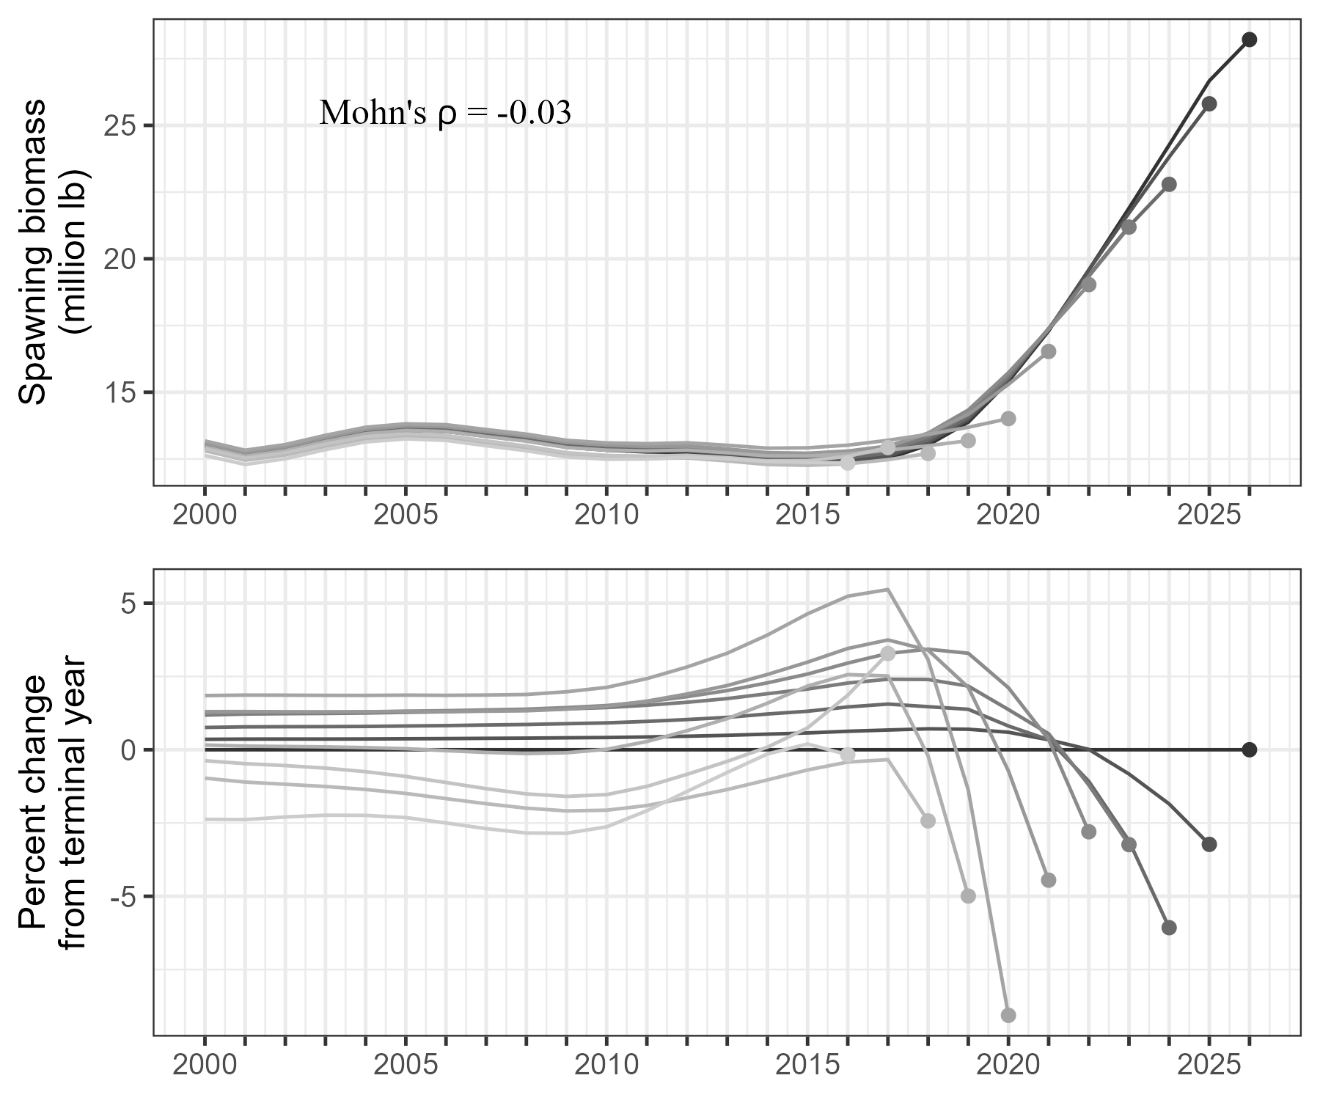 Spawning biomass
(million lb)
25
20
15
Mohn's ρ = -0.03
2000 2005 2010 2015 2020 2025
Percent change
from terminal year
5
0
-5
2000 2005 2010 2015 2020 2025